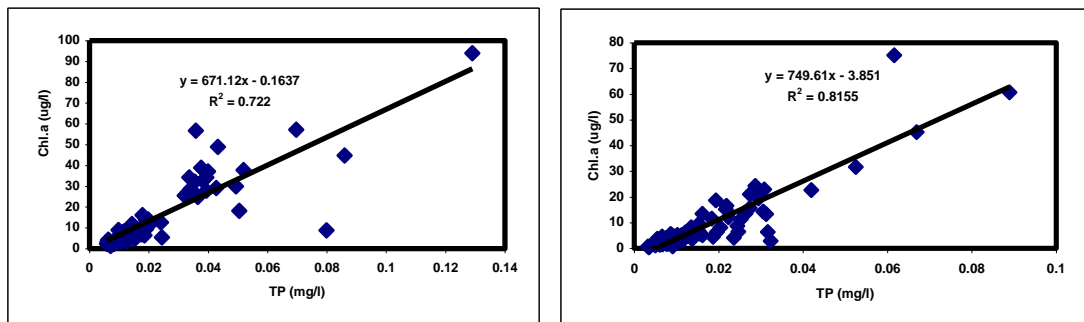 100
90
80
70
60
50
40
30
20
10
0
Chl.a (ug/l)
y = 671.12x - 0.1637
R² = 0.722
0 0.02 0.04 0.06 0.08 0.1 0.12 0.14
TP (mg/l)
80
70
60
50
40
30
20
10
0
Chl.a (ug/l)
y = 749.61x - 3.851
R² = 0.8155
0 0.02 0.04 0.06 0.08 0.1
TP (mg/l)